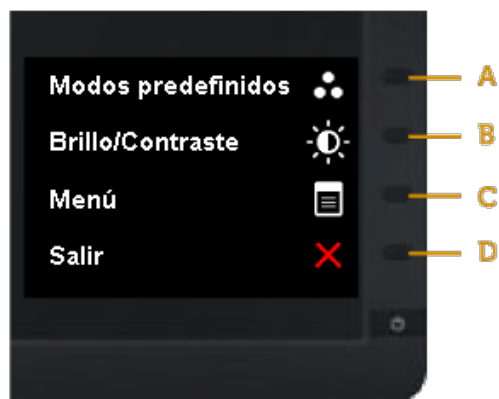 Modos predefinidos A
Brillo/Contraste B
Menú C
Salir D